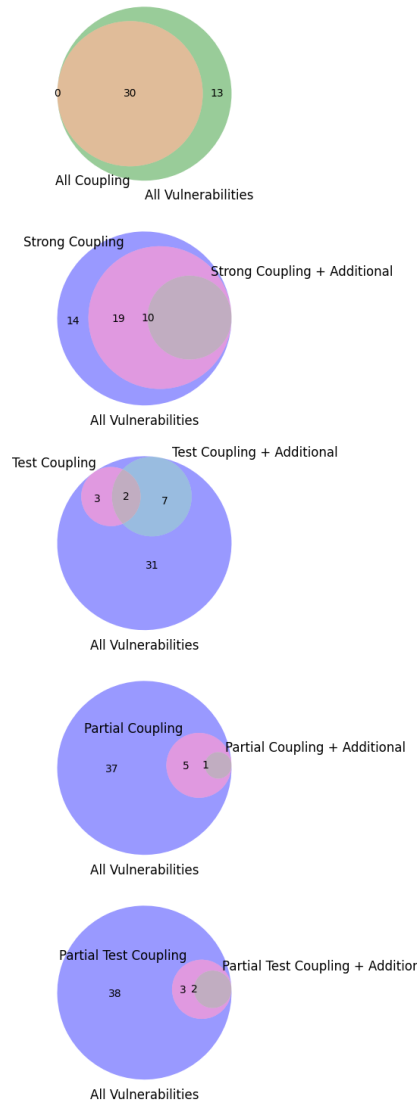 0
30
13
All Coupling
All Vulnerabilities
Strong Coupling
Strong Coupling + Additional
14
19
10
All Vulnerabilities
Test Coupling + Additional
Test Coupling
3
2
7
31
All Vulnerabilities
Partial Coupling
Partial Coupling + Additional
37
5
1
All Vulnerabilities
Partial Test Coupling
Partial Test Coupling + Additior
38
3
2
All Vulnerabilities